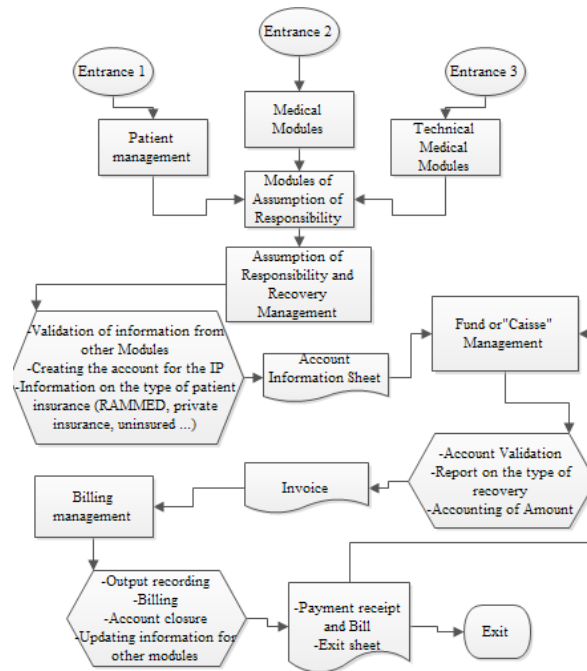 Entrance 1
Entrance 2
Entrance 3
Patient
management
Medical
Modules
Technical
Medical
Modules
Modules of
Assumption of
Responsibility
Assumption of
Responsibility and
Recovery
Management
-Validation of information from
other Modules
-Creating the account for the IP
-Information on the type of patient
insurance (RAMMED, private
insurance, uninsured ...)
Account
Information Sheet
Fund or"Caisse"
Management
-Account Validation
-Report on the type of
recovery
-Accounting of Amount
Invoice
Billing
management
-Output recording
-Billing
-Account closure
-Updating information for
other modules
-Payment receipt
and Bill
-Exit sheet
Exit